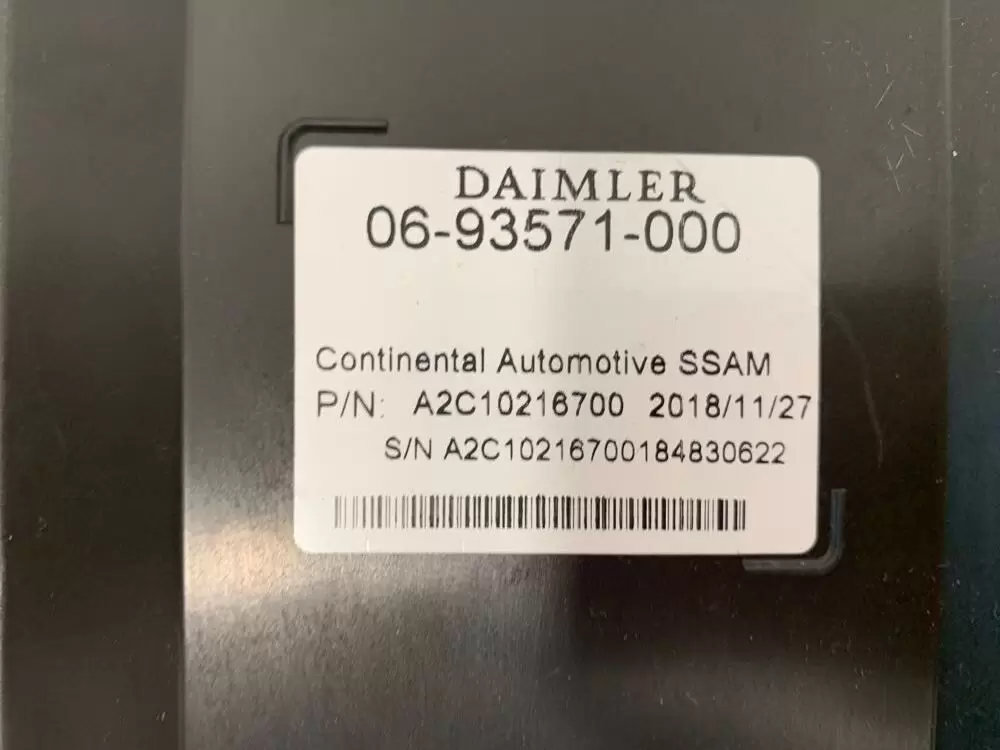 DAIMLER
06-93571-000
Continental Automotive SSAM
P/N: A2C10216700 2018/11/27
S/N A2C10216700184830622